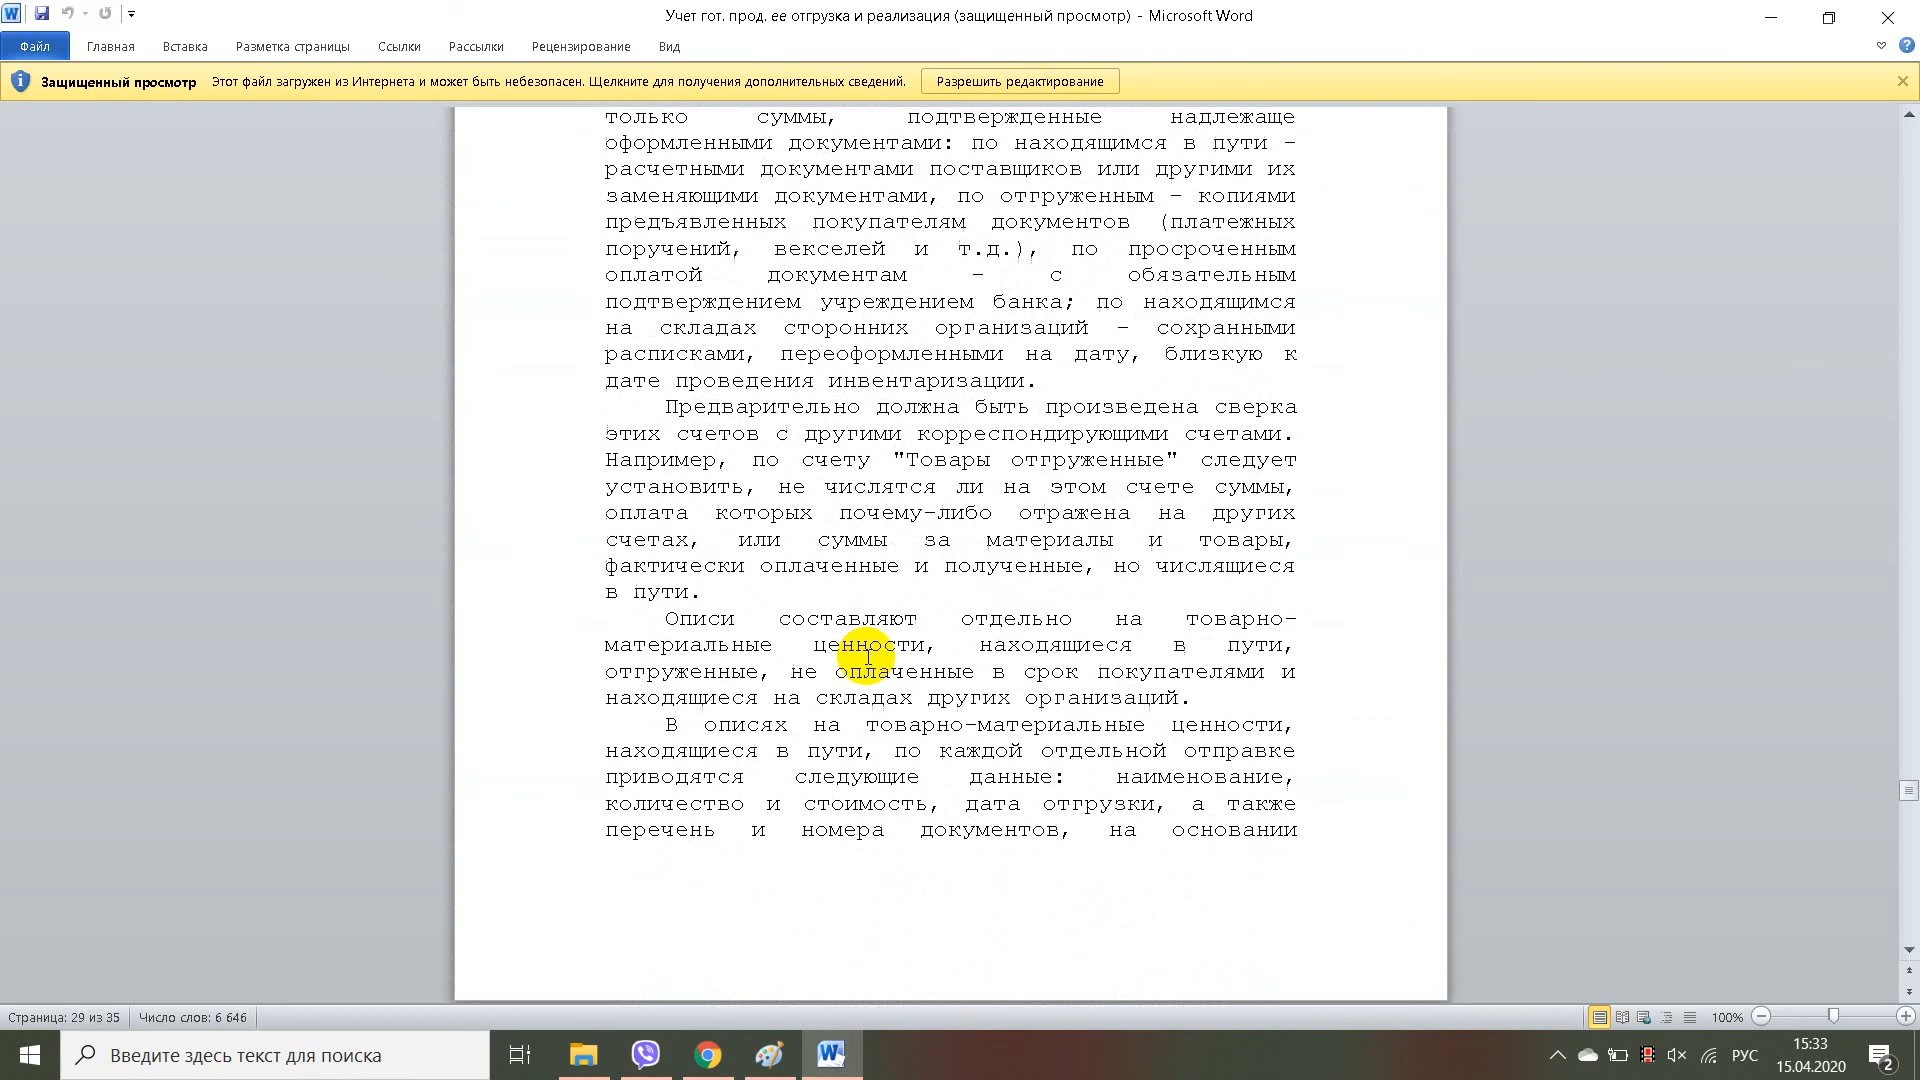 Учет гот. прод. ее отгрузка и реализация (защищенный просмотр) - Microsoft Word
Файл Главная Вставка Разметка страницы Ссылки Рассылки Рецензирование Вид
Защищенный просмотр Этот файл загружен из Интернета и может быть небезопасен. Щелкните для получения дополнительных сведений. Разрешить редактирование
только суммы, подтвержденные надлежаще
оформленными документами: по находящимся в пути -
расчетными документами поставщиков или другими их
заменяющими документами, по отгруженным - копиями
предъявленных покупателям документов (платежных
поручений, векселей и т.д.), по просроченным
оплатой документам - с обязательным
подтверждением учреждением банка; по находящимся
на складах сторонних организаций - сохранными
расписками, переоформленными на дату, близкую к
дате проведения инвентаризации.
Предварительно должна быть произведена сверка
этих счетов с другими корреспондирующими счетами.
Например, по счету "Товары отгруженные" следует
установить, не числятся ли на этом счете суммы,
оплата которых почему-либо отражена на других
счетах, или суммы за материалы и товары,
фактически оплаченные и полученные, но числящиеся
в пути.
Описи составляют отдельно на товарно-
материальные ценности, находящиеся в пути,
отгруженные, не оплаченные в срок покупателями и
находящиеся на складах других организаций.
В описях на товарно-материальные ценности,
находящиеся в пути, по каждой отдельной отправке
приводятся следующие данные: наименование,
количество и стоимость, дата отгрузки, а также
перечень и номера документов, на основании
Страница: 29 из 35 Число слов: 6 646 100%
Введите здесь текст для поиска РУС 15:33
15.04.2020 2